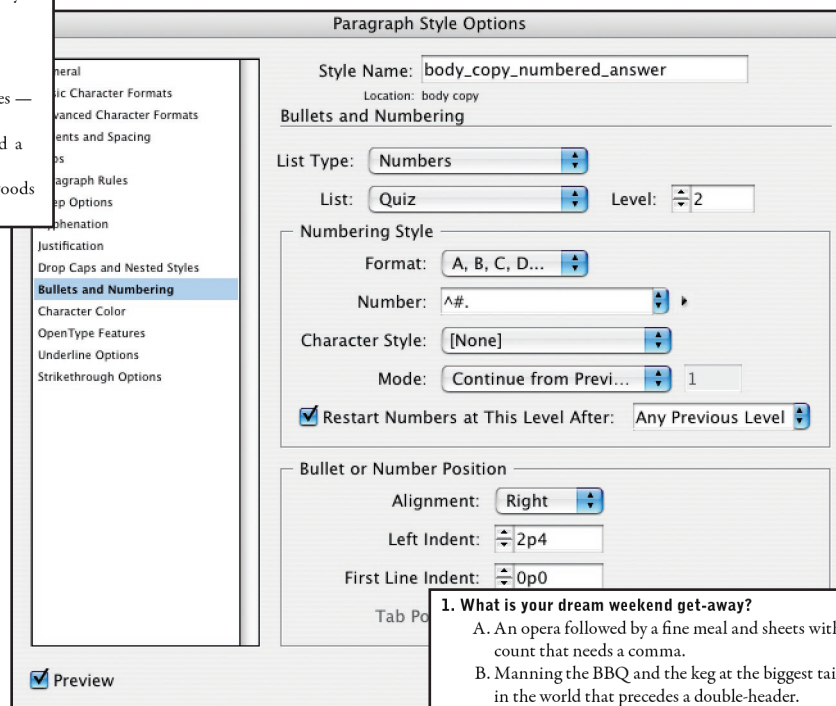 es —
d a
oods
Paragraph Style Options
Style Name: body_copy_numbered_answer
Location: body copy
Bullets and Numbering
neral
ic Character Formats
vanced Character Formats
ents and Spacing
os
agraph Rules
ep Options
phenation
Justification
Drop Caps and Nested Styles
Bullets and Numbering
Character Color
OpenType Features
Underline Options
Strikethrough Options
List Type: Numbers
List: Quiz Level: 2
Numbering Style
Format: A, B, C, D...
Number: ^#.
Character Style: [None]
Mode: Continue from Previ... 1
Restart Numbers at This Level After: Any Previous Level
Bullet or Number Position
Alignment: Right
Left Indent: 2p4
First Line Indent: 0p0
Tab Po
Preview
1. What is your dream weekend get-away?
A. An opera followed by a fine meal and sheets with
count that needs a comma.
B. Manning the BBQ and the keg at the biggest tai
in the world that precedes a double-header.